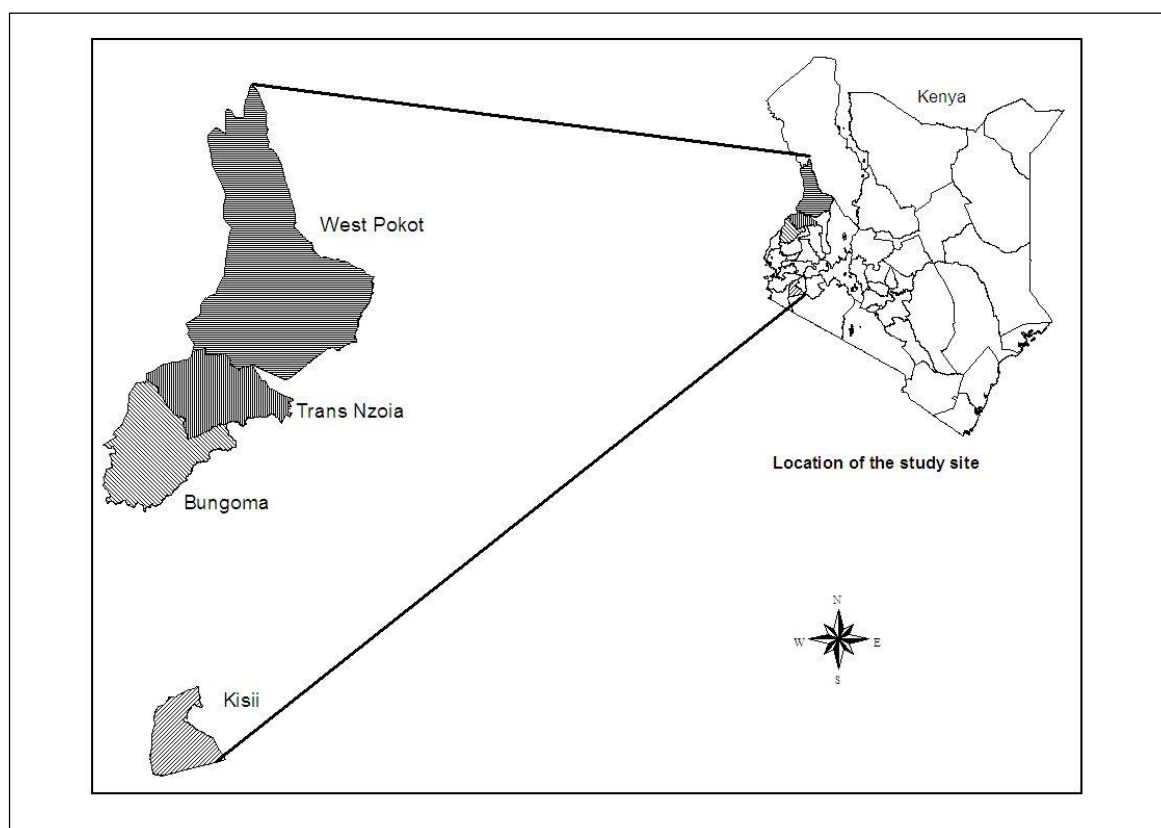 Kenya
West Pokot
Trans Nzoia
Location of the study site
Bungoma
N
W E
S
Kisii